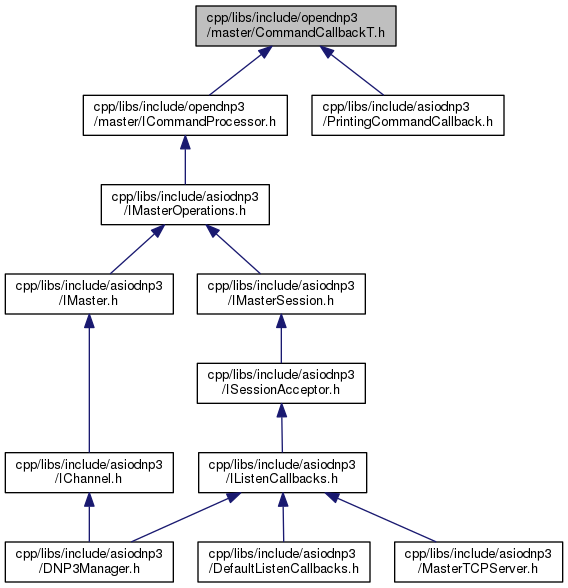 cpp/libs/include/opendnp3
/master/CommandCallbackT.h
cpp/libs/include/opendnp3
/master/ICommandProcessor.h
cpp/libs/include/asiodnp3
/PrintingCommandCallback.h
cpp/libs/include/asiodnp3
/IMasterOperations.h
cpp/libs/include/asiodnp3
/IMaster.h
cpp/libs/include/asiodnp3
/IMasterSession.h
cpp/libs/include/asiodnp3
/ISessionAcceptor.h
cpp/libs/include/asiodnp3
/IChannel.h
cpp/libs/include/asiodnp3
/IListenCallbacks.h
cpp/libs/include/asiodnp3
/DNP3Manager.h
cpp/libs/include/asiodnp3
/DefaultListenCallbacks.h
cpp/libs/include/asiodnp3
/MasterTCPServer.h